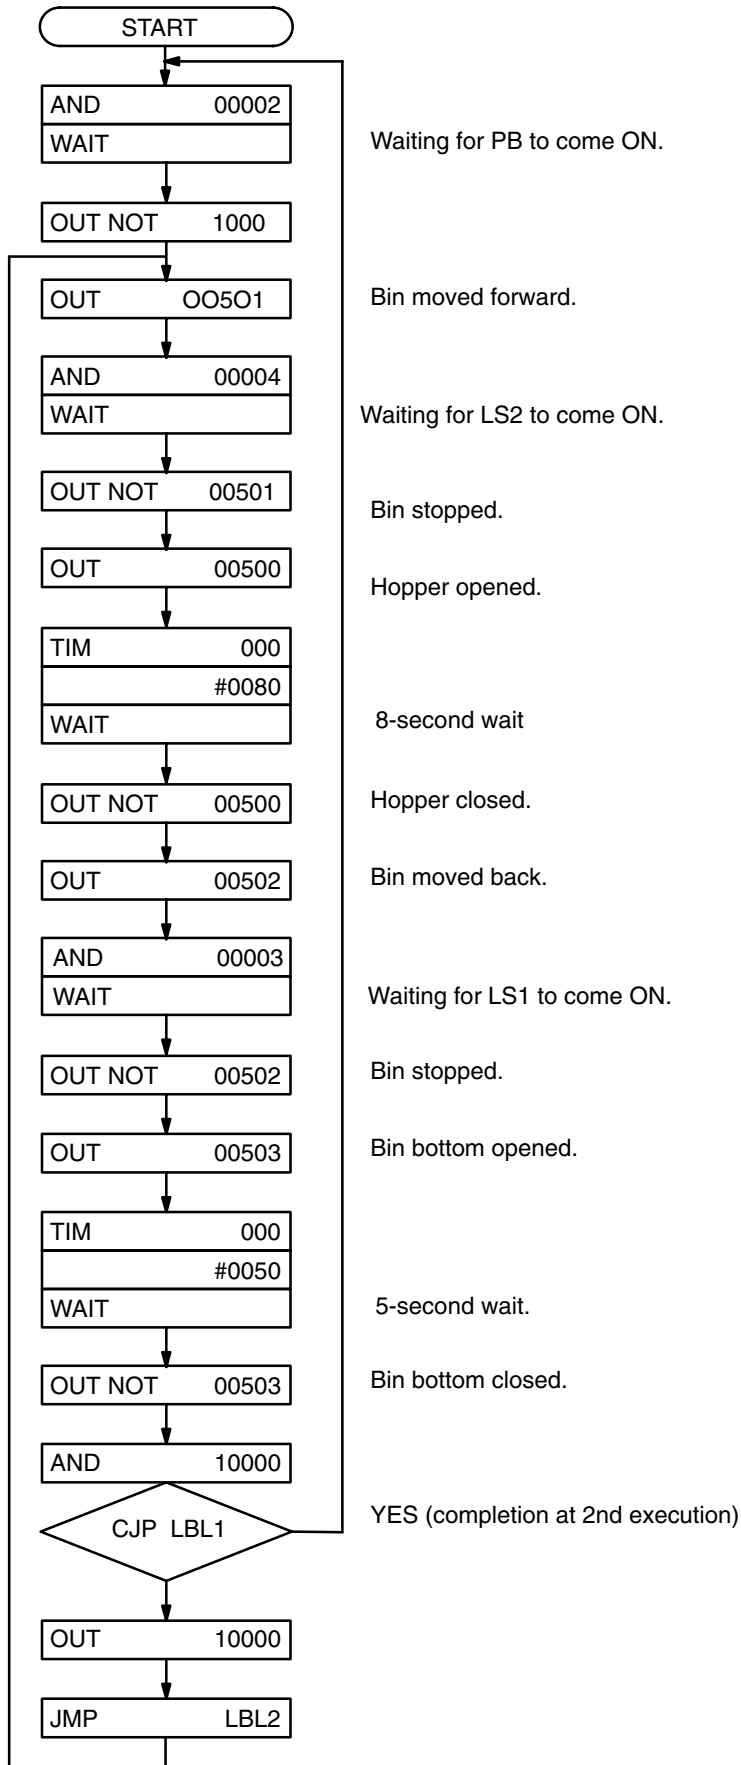 START
AND 00002
WAIT
Waiting for PB to come ON.
OUT NOT 1000
OUT OO5O1
Bin moved forward.
AND 00004
WAIT
Waiting for LS2 to come ON.
OUT NOT 00501
Bin stopped.
OUT 00500
Hopper opened.
TIM 000
#0080
WAIT
8-second wait
OUT NOT 00500
Hopper closed.
OUT 00502
Bin moved back.
AND 00003
WAIT
Waiting for LS1 to come ON.
OUT NOT 00502
Bin stopped.
OUT 00503
Bin bottom opened.
TIM 000
#0050
WAIT
5-second wait.
OUT NOT 00503
Bin bottom closed.
AND 10000
CJP LBL1
YES (completion at 2nd execution)
OUT 10000
JMP LBL2